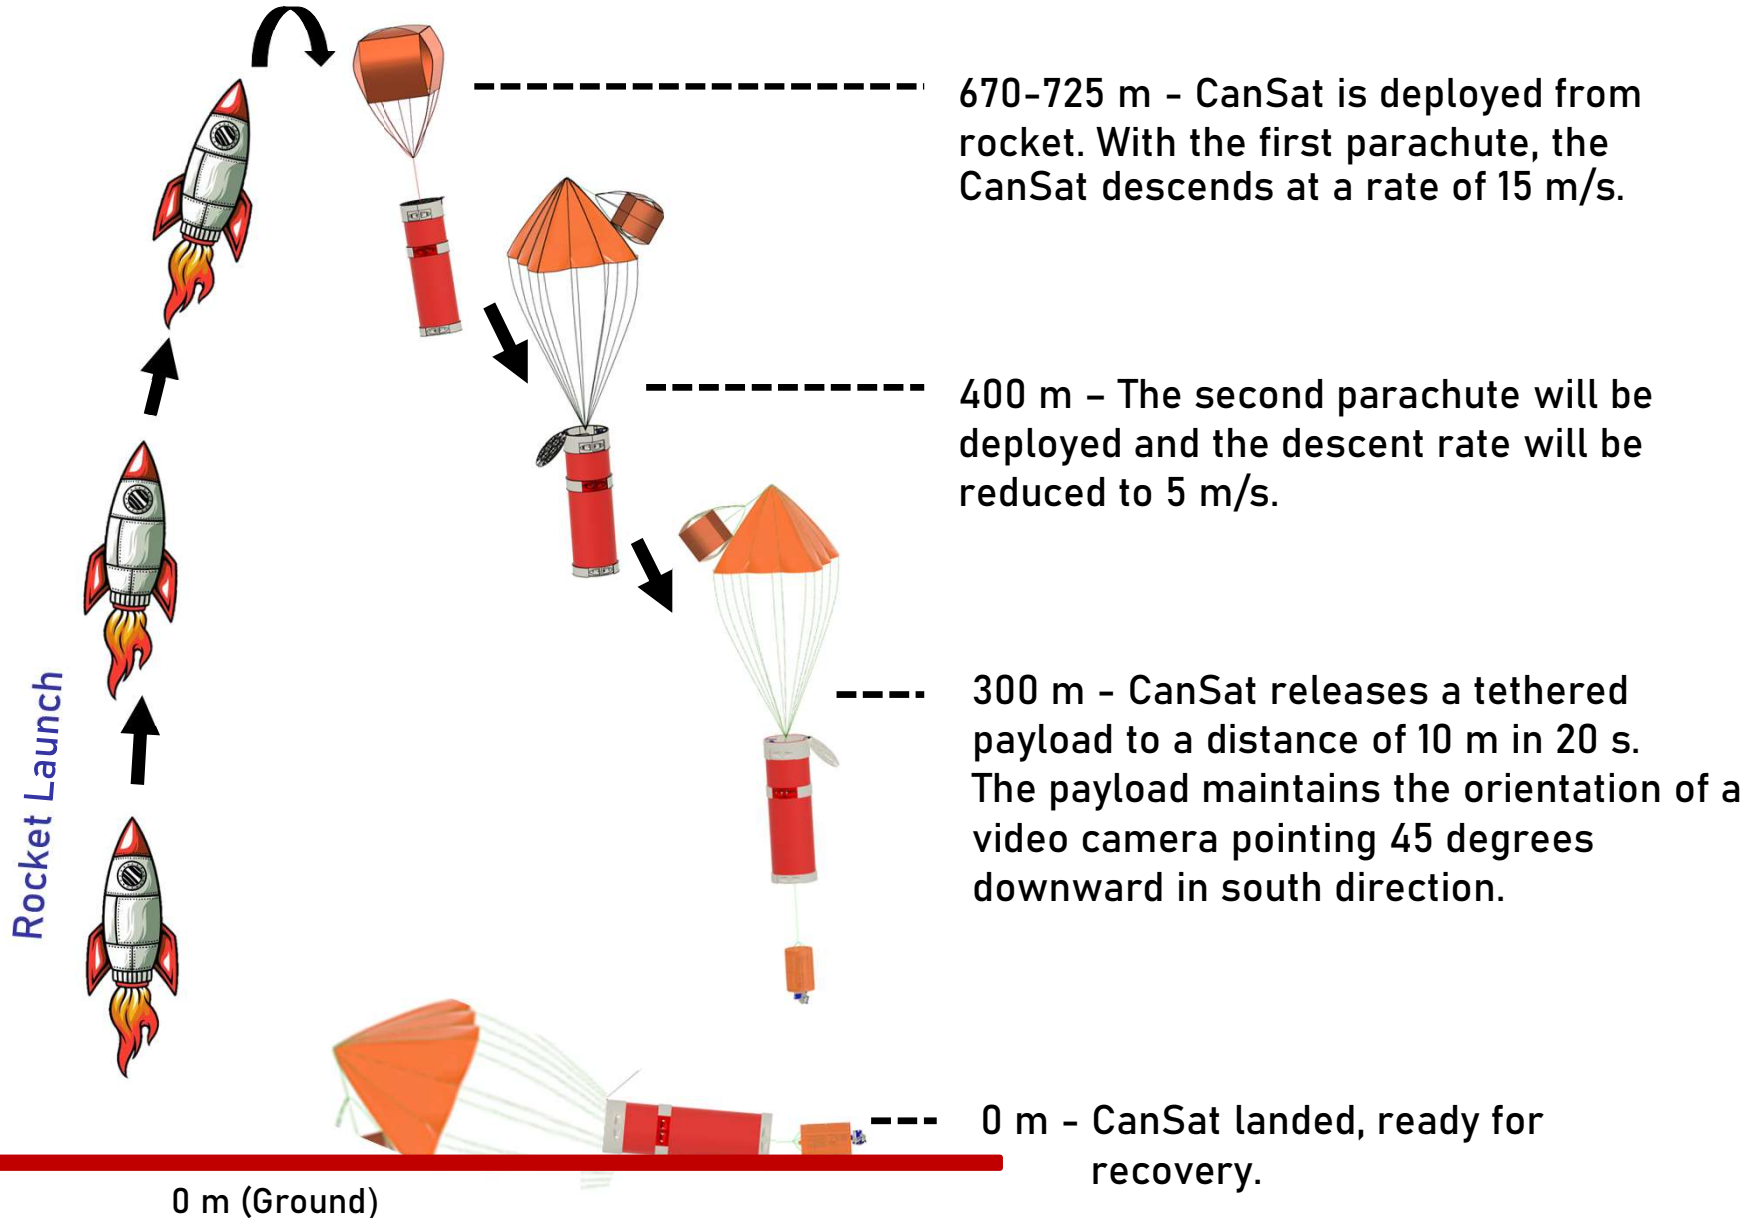 670-725 m - CanSat is deployed from
rocket. With the first parachute, the
CanSat descends at a rate of 15 m/s.
400 m – The second parachute will be
deployed and the descent rate will be
reduced to 5 m/s.
300 m - CanSat releases a tethered
payload to a distance of 10 m in 20 s.
The payload maintains the orientation of a
video camera pointing 45 degrees
downward in south direction.
Rocket Launch
0 m - CanSat landed, ready for
recovery.
0 m (Ground)